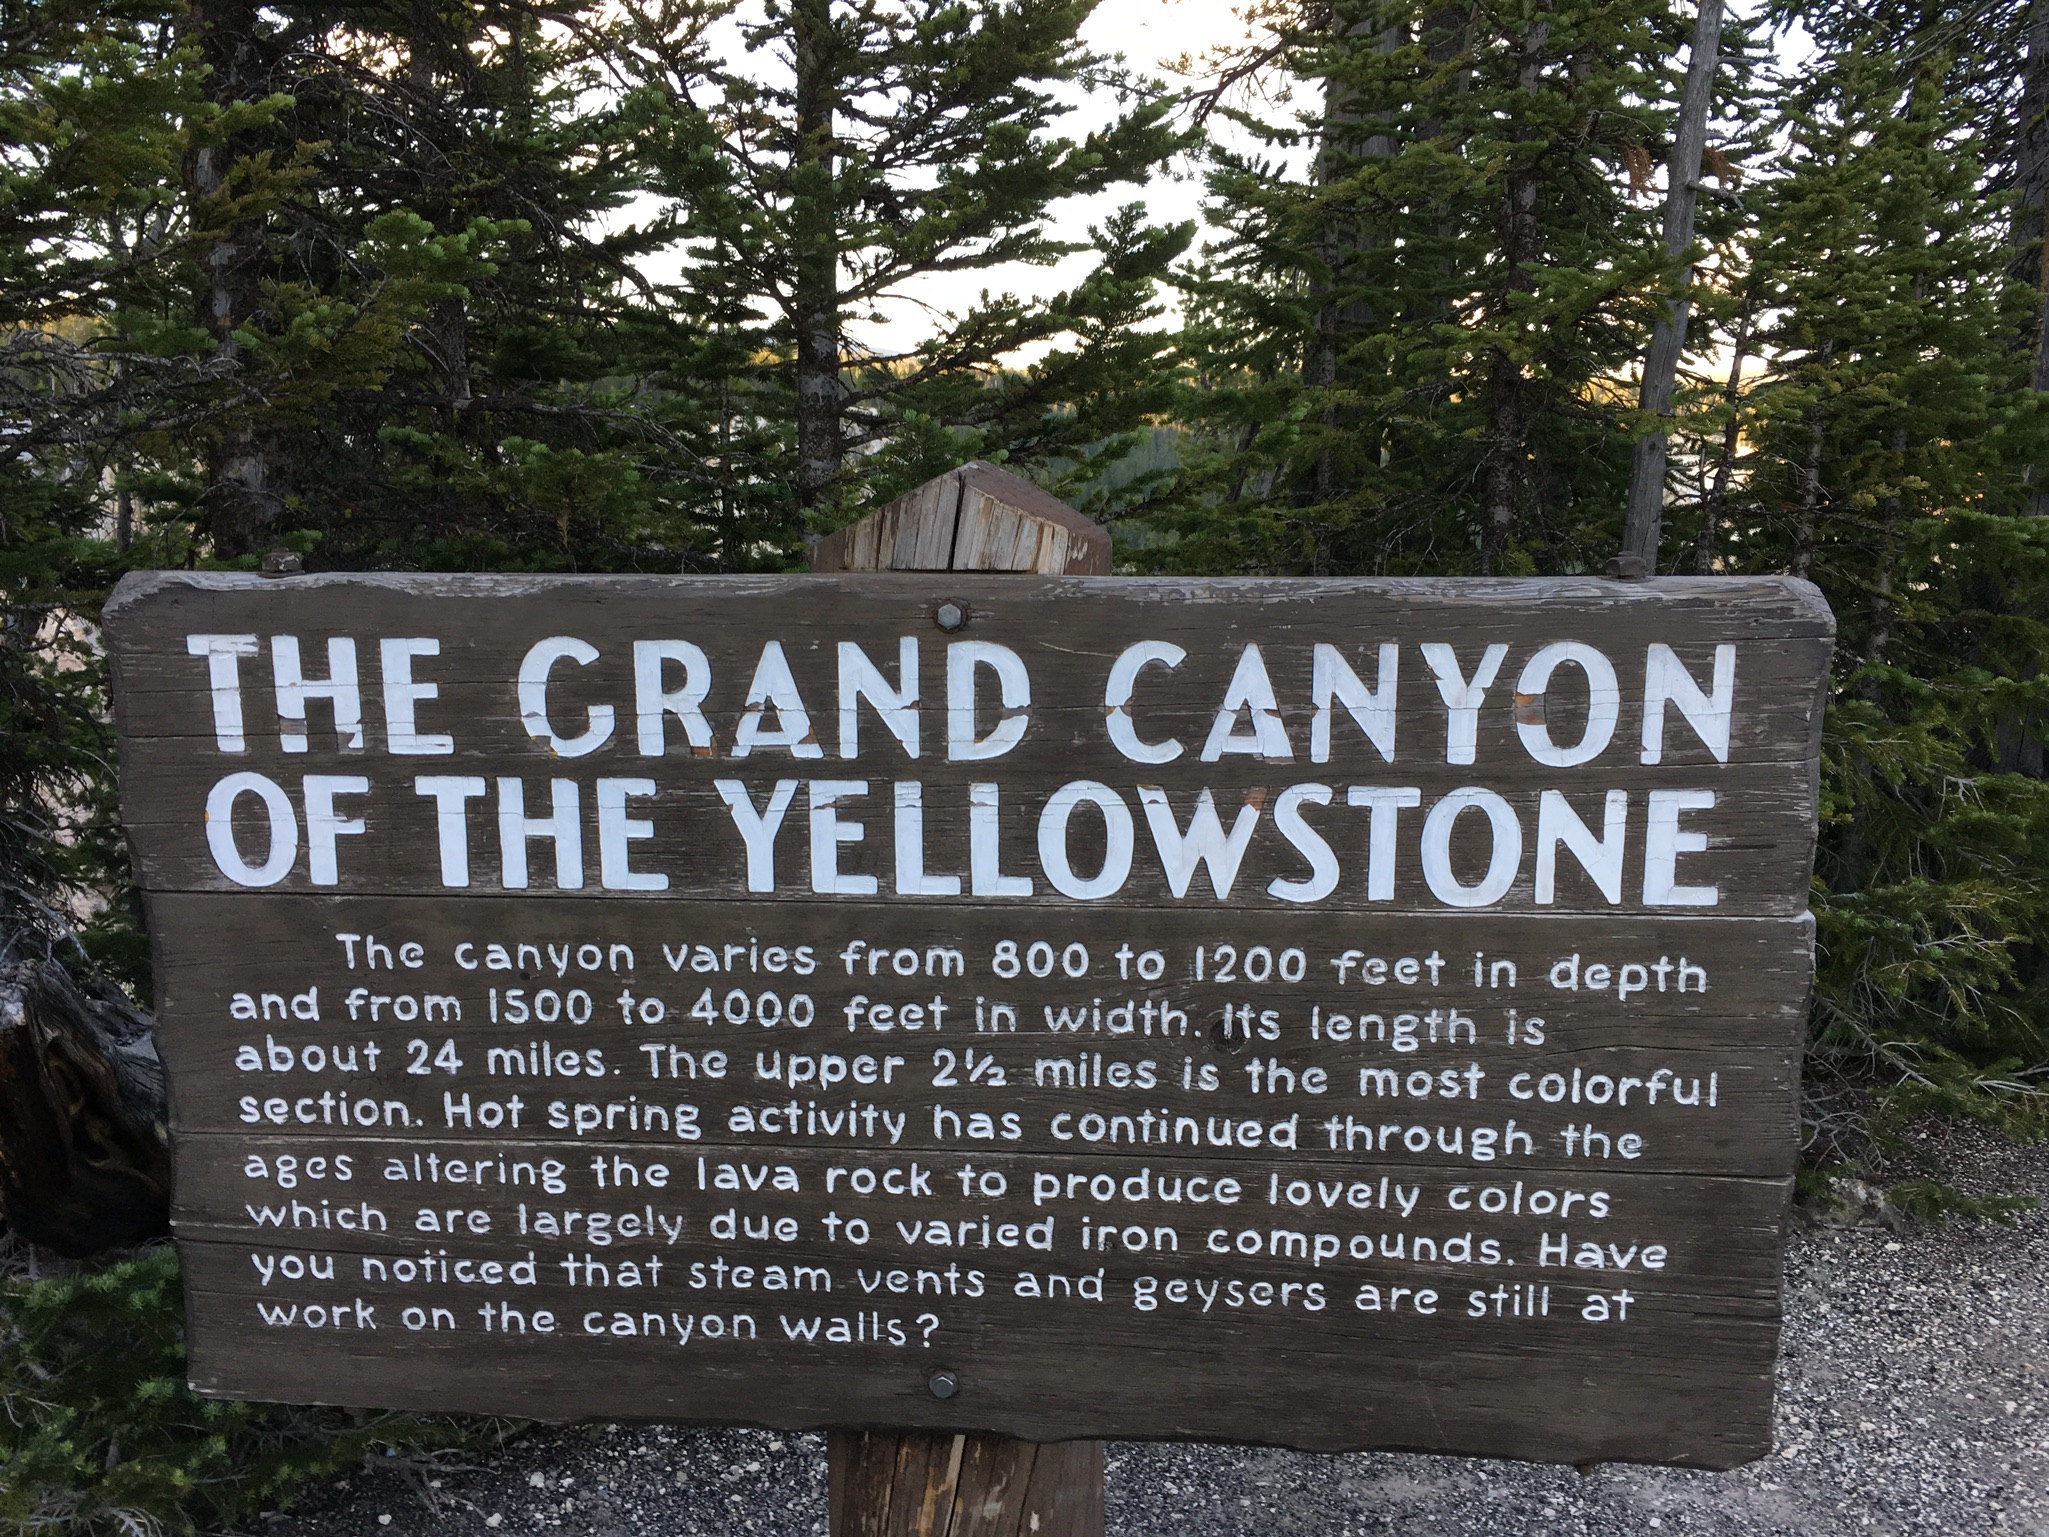 THE GRAND CANYON
OF THE YELLOWSTONE
The canyon varies from 800 to 1200 feet in depth
and from 1500 to 4000 feet in width. Its length is
about 24 miles. The upper 2½ miles is the most colorful
section. Hot spring activity has continued through the
ages altering the lava rock to produce lovely colors
which are largely due to varied iron compounds. Have
you noticed that steam vents and geysers are still at
work on the canyon walls?